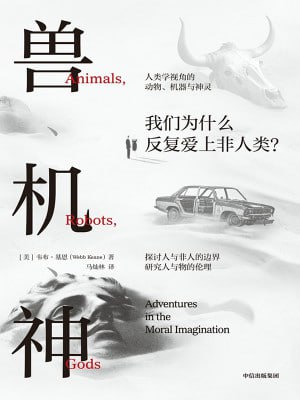 兽
Animals,
人类学视角的
动物、机器与神灵
我们为什么
反复爱上非人类?
机
Robots,
[美] 韦布·基恩 (Webb Keane) 著
马灿林 译
探讨人与非人的边界
研究人与物的伦理
神
Gods
Adventures
in the
Moral Imagination
中信出版集团